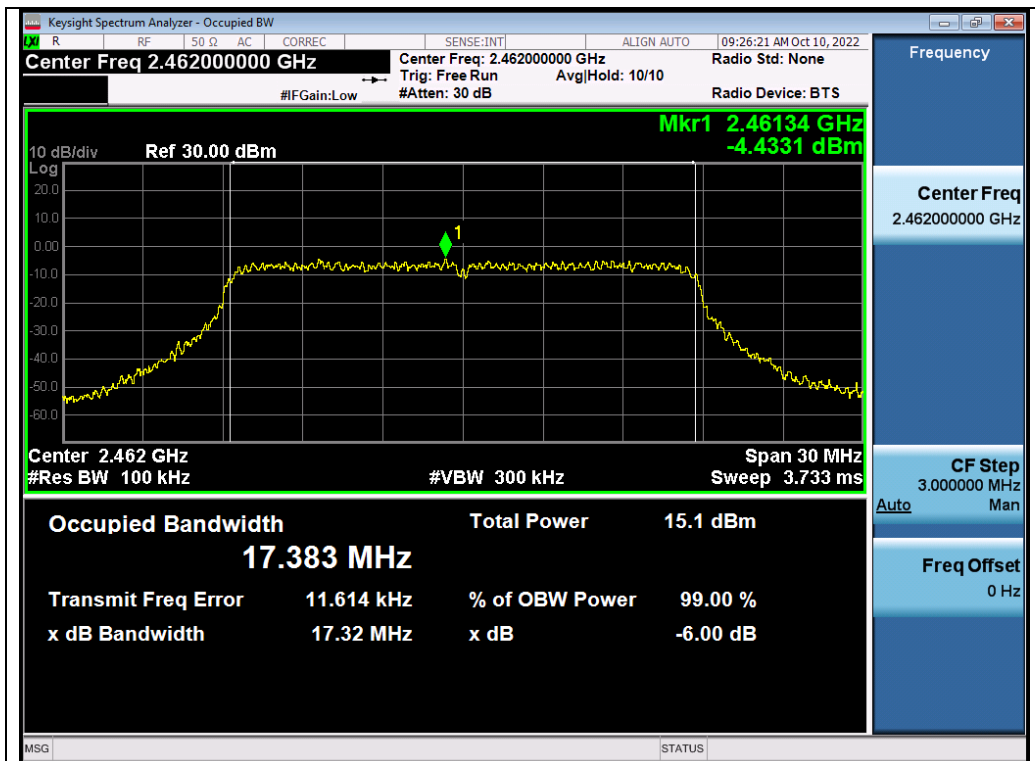 Keysight Spectrum Analyzer - Occupied BW
LXI R RF 50 Ω AC CORREC SENSE:INT ALIGN AUTO 09:26:21 AM Oct 10, 2022
Center Freq 2.462000000 GHz
Center Freq: 2.462000000 GHz
Radio Std: None
Trig: Free Run Avg|Hold: 10/10
#IFGain:Low
#Atten: 30 dB
Radio Device: BTS
Mkr1 2.46134 GHz
-4.4331 dBm
10 dB/div Ref 30.00 dBm
Log
20.0
10.0
0.00
-10.0
-20.0
-30.0
-40.0
-50.0
-60.0
1
Center 2.462 GHz Span 30 MHz
#Res BW 100 kHz #VBW 300 kHz Sweep 3.733 ms
Occupied Bandwidth
17.383 MHz
Total Power 15.1 dBm
Transmit Freq Error 11.614 kHz % of OBW Power 99.00 %
x dB Bandwidth 17.32 MHz x dB -6.00 dB
Frequency
Center Freq
2.462000000 GHz
CF Step
3.000000 MHz
Auto Man
Freq Offset
0 Hz
MSG STATUS